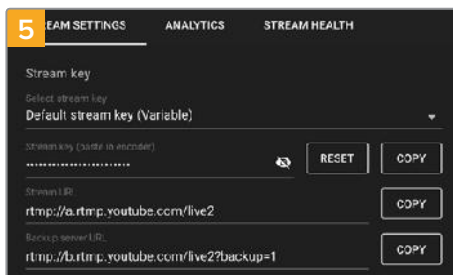 5
EAM SETTINGS ANALYTICS STREAM HEALTH
Stream key
Select stream key
Default stream key (Variable)
Stream key (paste in encoder)
••••••••••••••••••••••••
RESET COPY
Stream URL
rtmp://a.rtmp.youtube.com/live2
COPY
Backup server URL
rtmp://b.rtmp.youtube.com/live2?backup=1
COPY